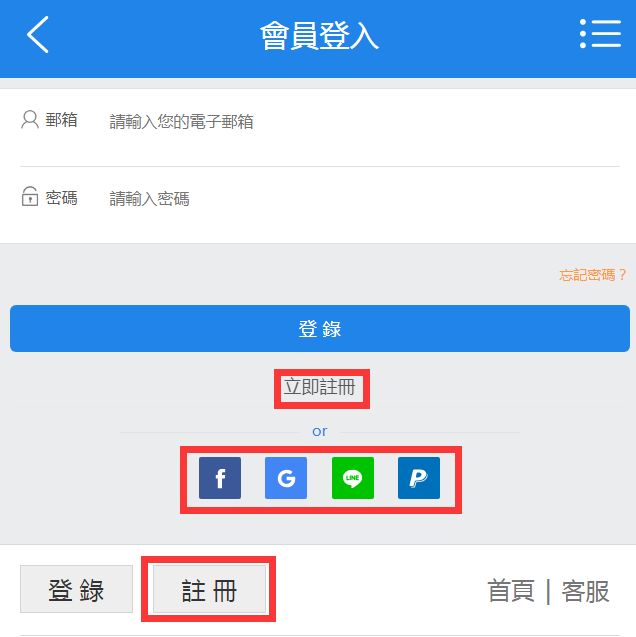 會員登入
郵箱 請輸入您的電子郵箱
密碼 請輸入密碼
忘記密碼？
登 錄
立即註冊
or
f G LINE P
登 錄 註 冊 首頁 | 客服